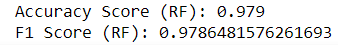 Accuracy Score (RF): 0.979
F1 Score (RF): 0.9786481576261693